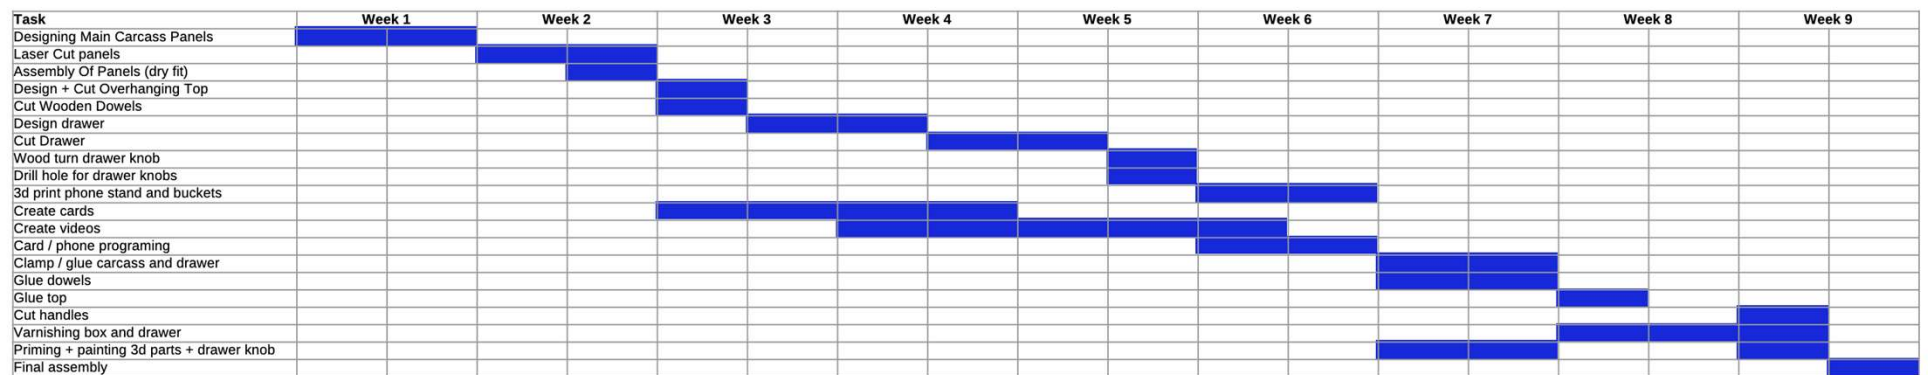 Task Week 1 Week 2 Week 3 Week 4 Week 5 Week 6 Week 7 Week 8 Week 9
Designing Main Carcass Panels
Laser Cut panels
Assembly Of Panels (dry fit)
Design + Cut Overhanging Top
Cut Wooden Dowels
Design drawer
Cut Drawer
Wood turn drawer knob
Drill hole for drawer knobs
3d print phone stand and buckets
Create cards
Create videos
Card / phone programing
Clamp / glue carcass and drawer
Glue dowels
Glue top
Cut handles
Varnishing box and drawer
Priming + painting 3d parts + drawer knob
Final assembly